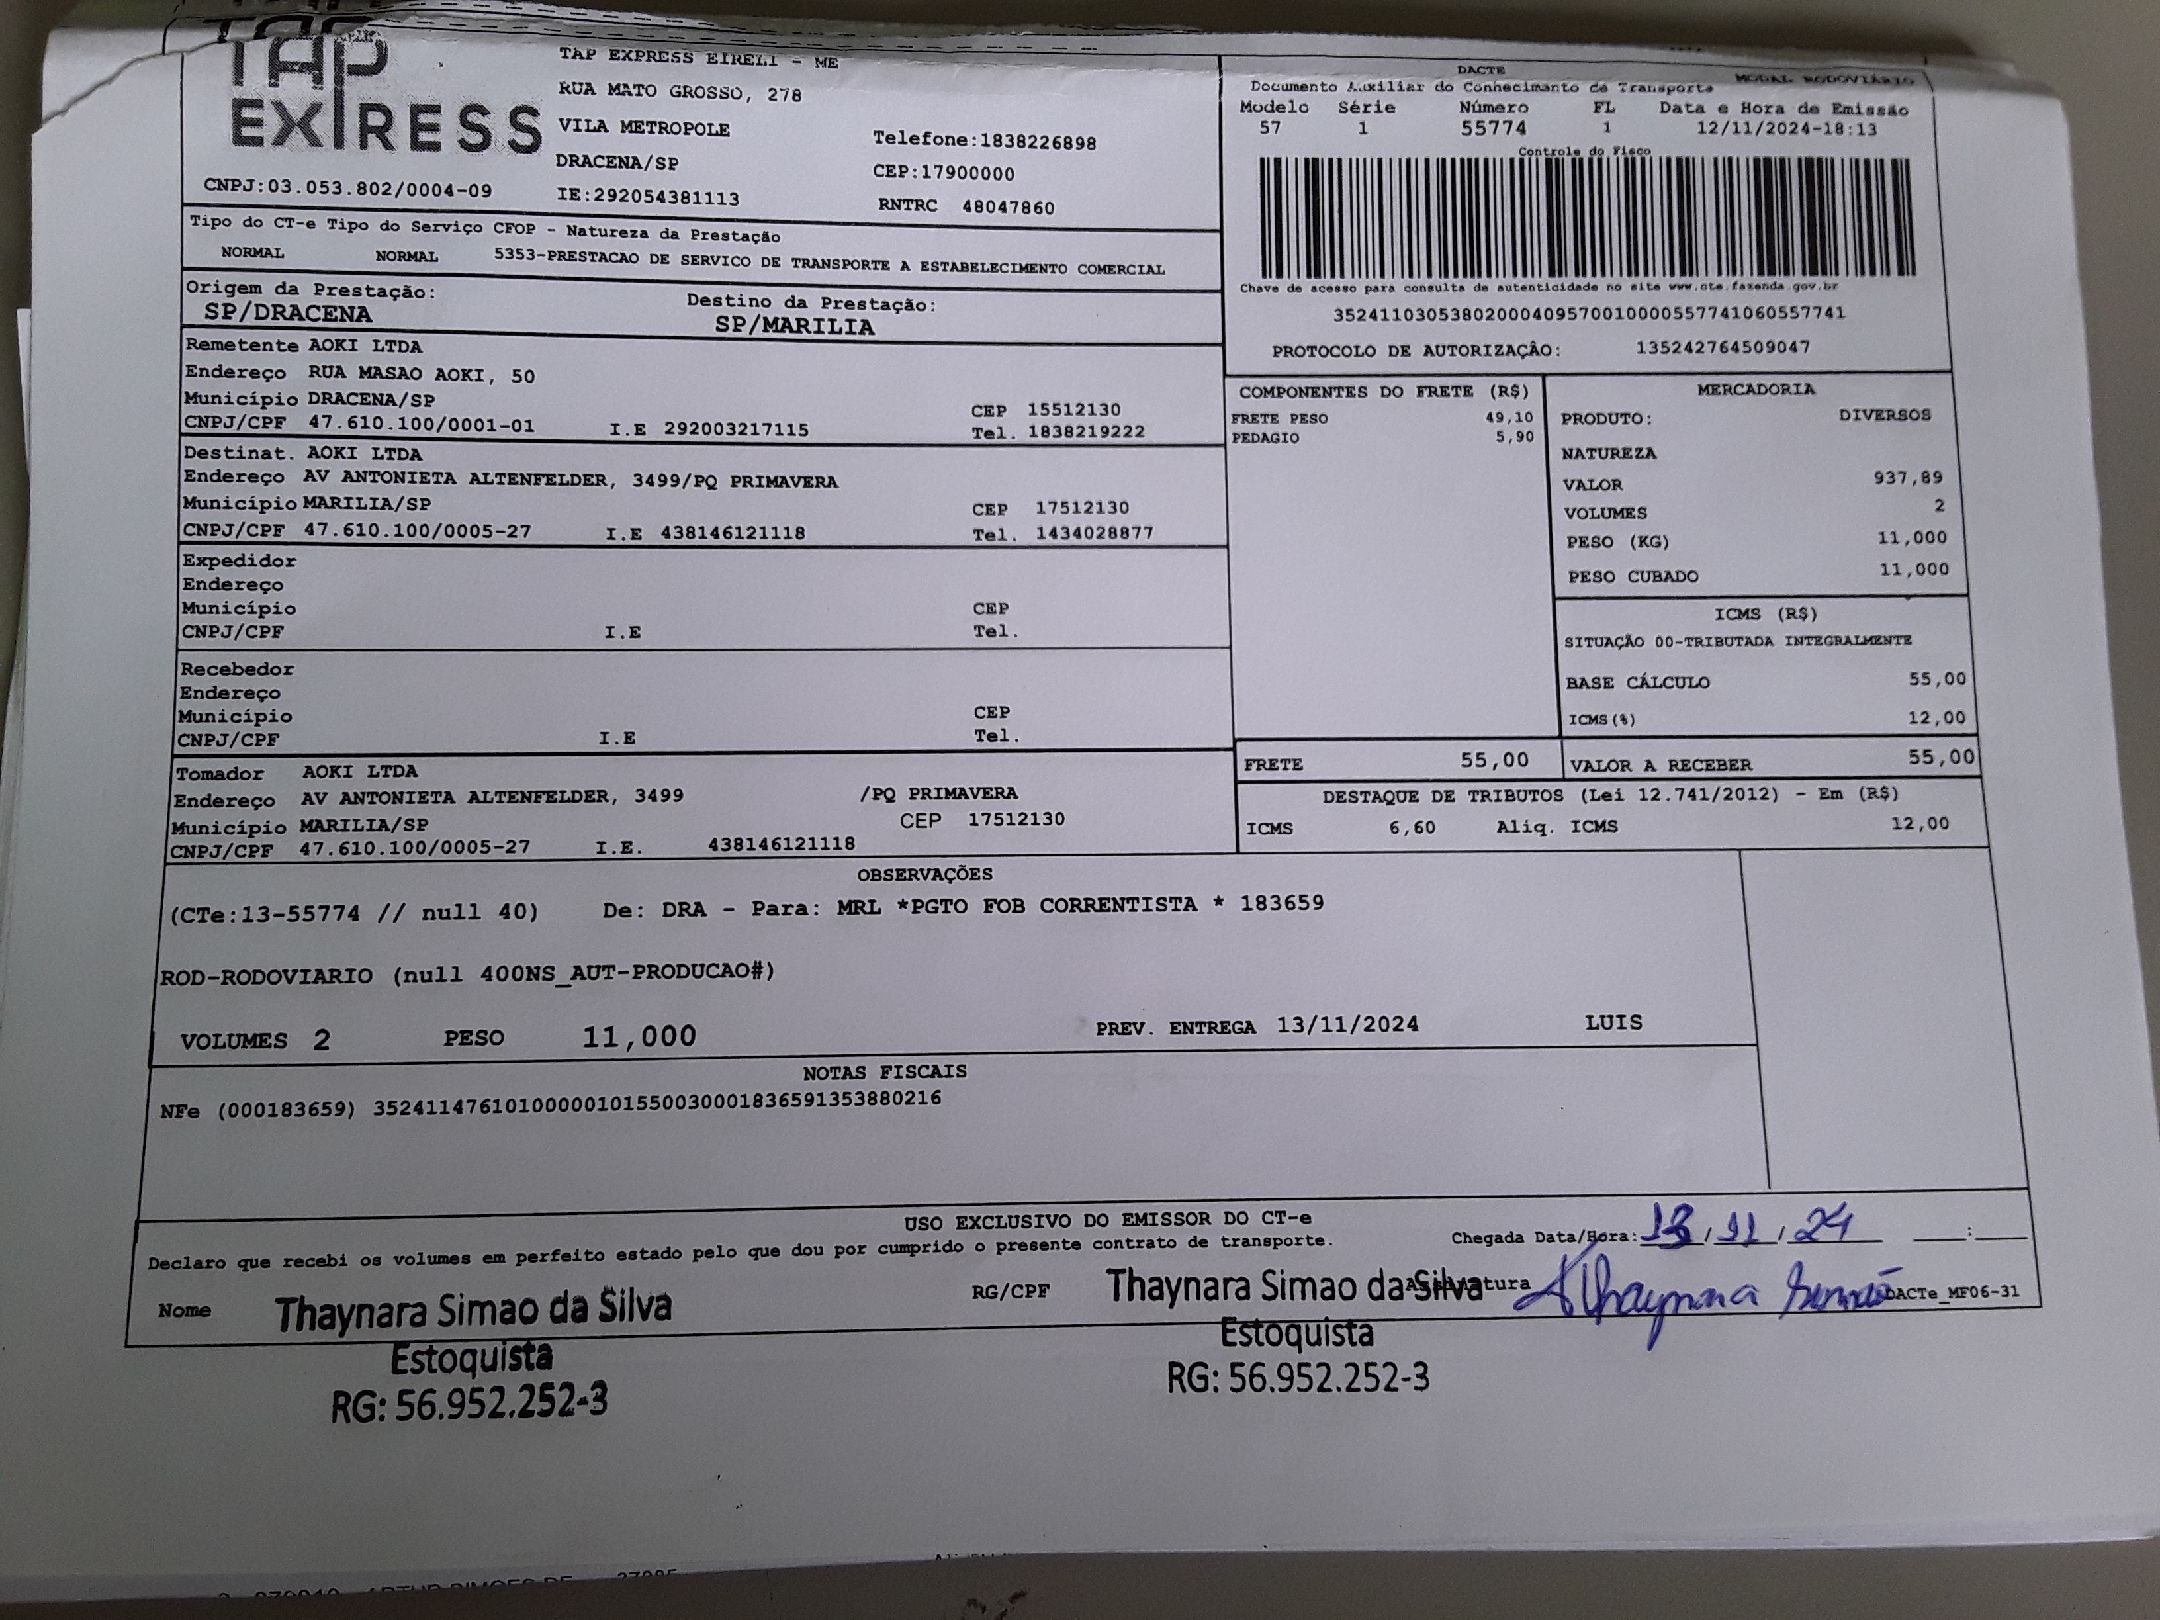 TAP
EXPRESS
CNPJ:03.053.802/0004-09
TAP EXPRESS EIRELI - ME
RUA MATO GROSSO, 278
VILA METROPOLE
DRACENA/SP
IE:292054381113
Telefone:1838226898
CEP:17900000
RNTRC 48047860
DACTE
MODAL RODOVIÁRIO
Documento Auxiliar do Conhecimento de Transporte
Modelo Série Número FL Data e Hora de Emissão
57 1 55774 1 12/11/2024-18:13
Controle do Fisco
Chave de acesso para consulta de autenticidade no site www.cte.fazenda.gov.br
35241103053802000409570010000557741060557741
PROTOCOLO DE AUTORIZAÇÂO: 135242764509047
Tipo do CT-e Tipo do Serviço CFOP - Natureza da Prestação
NORMAL NORMAL 5353-PRESTACAO DE SERVICO DE TRANSPORTE A ESTABELECIMENTO COMERCIAL
Origem da Prestação: Destino da Prestação:
SP/DRACENA SP/MARILIA
Remetente AOKI LTDA
Endereço RUA MASAO AOKI, 50
Município DRACENA/SP CEP 15512130
CNPJ/CPF 47.610.100/0001-01 I.E 292003217115 Tel. 1838219222
Destinat. AOKI LTDA
Endereço AV ANTONIETA ALTENFELDER, 3499/PQ PRIMAVERA
Município MARILIA/SP CEP 17512130
CNPJ/CPF 47.610.100/0005-27 I.E 438146121118 Tel. 1434028877
Expedidor
Endereço
Município CEP
CNPJ/CPF I.E Tel.
Recebedor
Endereço
Município CEP
CNPJ/CPF I.E Tel.
Tomador AOKI LTDA
Endereço AV ANTONIETA ALTENFELDER, 3499 /PQ PRIMAVERA
Município MARILIA/SP CEP 17512130
CNPJ/CPF 47.610.100/0005-27 I.E. 438146121118
COMPONENTES DO FRETE (R$)
FRETE PESO 49,10
PEDAGIO 5,90
MERCADORIA
PRODUTO: DIVERSOS
NATUREZA
VALOR 937,89
VOLUMES 2
PESO (KG) 11,000
PESO CUBADO 11,000
ICMS (R$)
SITUAÇÃO 00-TRIBUTADA INTEGRALMENTE
BASE CÁLCULO 55,00
ICMS(%) 12,00
FRETE 55,00 VALOR A RECEBER 55,00
DESTAQUE DE TRIBUTOS (Lei 12.741/2012) - Em (R$)
ICMS 6,60 Aliq. ICMS 12,00
OBSERVAÇÕES
(CTe:13-55774 // null 40) De: DRA - Para: MRL *PGTO FOB CORRENTISTA * 183659
ROD-RODOVIARIO (null 400NS_AUT-PRODUCAO#)
VOLUMES 2 PESO 11,000 PREV. ENTREGA 13/11/2024 LUIS
NOTAS FISCAIS
NFe (000183659) 35241147610100000101550030001836591353880216
USO EXCLUSIVO DO EMISSOR DO CT-e
Declaro que recebi os volumes em perfeito estado pelo que dou por cumprido o presente contrato de transporte.
Chegada Data/Hora: 13/11/24 __:__
Nome Thaynara Simao da Silva RG/CPF Thaynara Simao da Silva Assinatura Thaynara Simão DACTe_MF06-31
Estoquista Estoquista
RG: 56.952.252-3 RG: 56.952.252-3